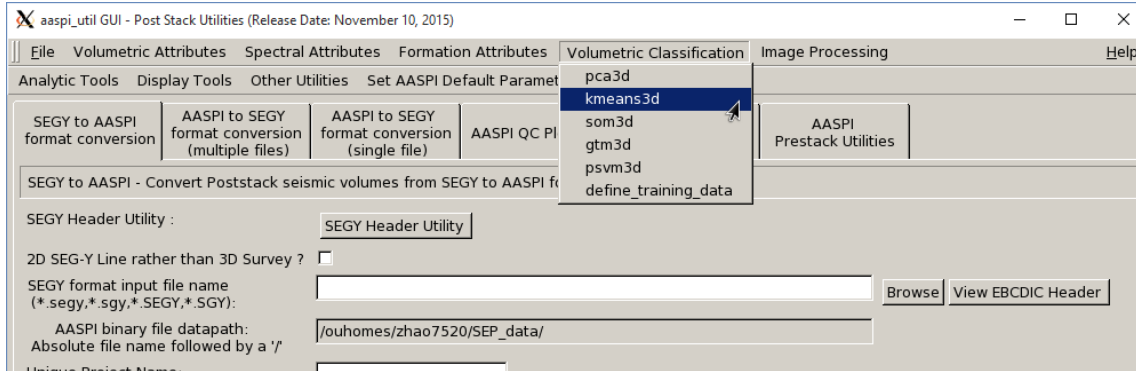 aaspi_util GUI - Post Stack Utilities (Release Date: November 10, 2015)
File Volumetric Attributes Spectral Attributes Formation Attributes Volumetric Classification Image Processing Help
Analytic Tools Display Tools Other Utilities Set AASPI Default Paramet
pca3d
kmeans3d
som3d
gtm3d
psvm3d
define_training_data
SEGY to AASPI
format conversion
AASPI to SEGY
format conversion
(multiple files)
AASPI to SEGY
format conversion
(single file)
AASPI QC Pl
AASPI
Prestack Utilities
SEGY to AASPI - Convert Poststack seismic volumes from SEGY to AASPI fo
SEGY Header Utility :
SEGY Header Utility
2D SEG-Y Line rather than 3D Survey ?
SEGY format input file name
(*.segy,*.sgy,*.SEGY,*.SGY):
Browse
View EBCDIC Header
AASPI binary file datapath:
Absolute file name followed by a '/'
/ouhomes/zhao7520/SEP_data/
Unique Project Name: